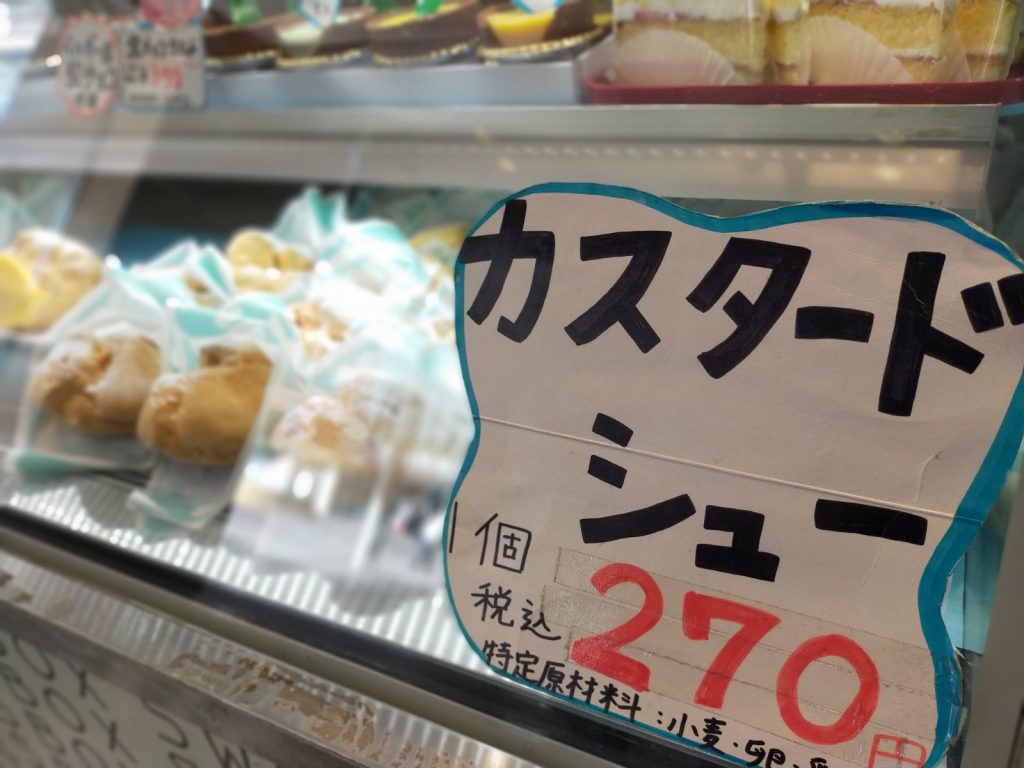 カスタード
シュー
1個
税込 270円
特定原材料:小麦・卵・